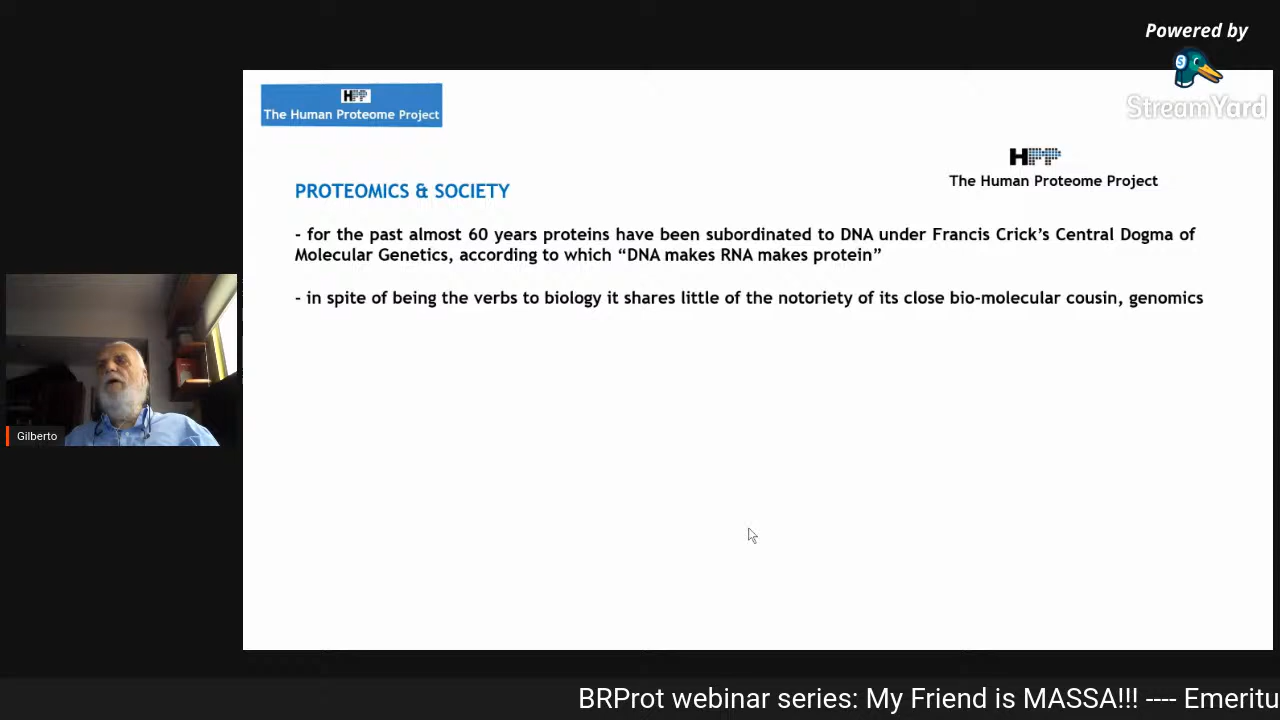 Powered by
StreamYard
HPP
The Human Proteome Project
HPP
The Human Proteome Project
PROTEOMICS & SOCIETY
- for the past almost 60 years proteins have been subordinated to DNA under Francis Crick’s Central Dogma of
Molecular Genetics, according to which “DNA makes RNA makes protein”
- in spite of being the verbs to biology it shares little of the notoriety of its close bio-molecular cousin, genomics
Gilberto
BRProt webinar series: My Friend is MASSA!!! ---- Emeritu